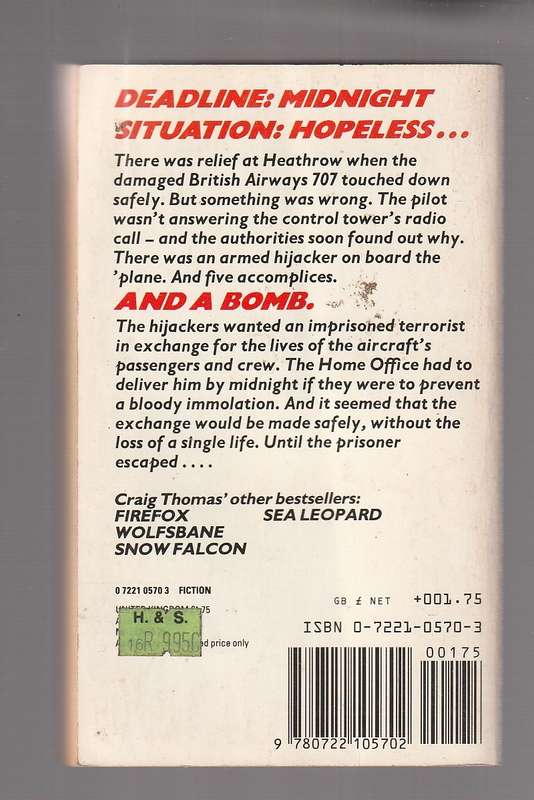 DEADLINE: MIDNIGHT
SITUATION: HOPELESS...
There was relief at Heathrow when the
damaged British Airways 707 touched down
safely. But something was wrong. The pilot
wasn't answering the control tower's radio
call – and the authorities soon found out why.
There was an armed hijacker on board the
'plane. And five accomplices.
AND A BOMB.
The hijackers wanted an imprisoned terrorist
in exchange for the lives of the aircraft's
passengers and crew. The Home Office had to
deliver him by midnight if they were to prevent
a bloody immolation. And it seemed that the
exchange would be made safely, without the
loss of a single life. Until the prisoner
escaped ....
Craig Thomas' other bestsellers:
FIREFOX SEA LEOPARD
WOLFSBANE
SNOW FALCON
0 7221 0570 3 FICTION
H. & S.
price only
GB £ NET +001.75
ISBN 0-7221-0570-3
00175
9 780722 105702